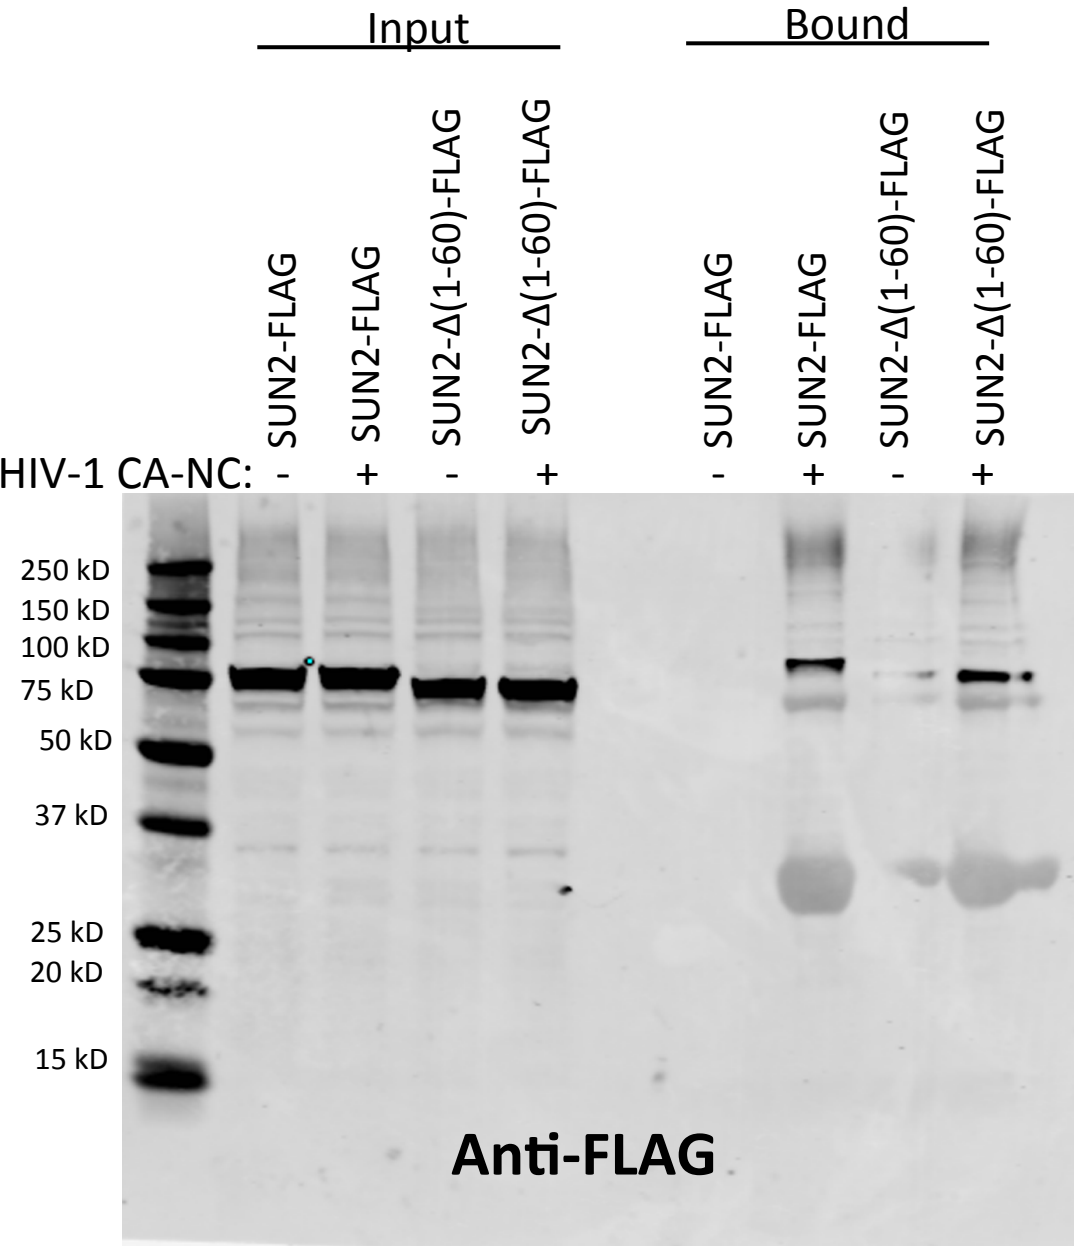 Input
Bound
SUN2-FLAG
SUN2-FLAG
SUN2-Δ(1-60)-FLAG
SUN2-Δ(1-60)-FLAG
SUN2-FLAG
SUN2-FLAG
SUN2-Δ(1-60)-FLAG
SUN2-Δ(1-60)-FLAG
HIV-1 CA-NC: - + - + - + - +
250 kD
150 kD
100 kD
75 kD
50 kD
37 kD
25 kD
20 kD
15 kD
Anti-FLAG